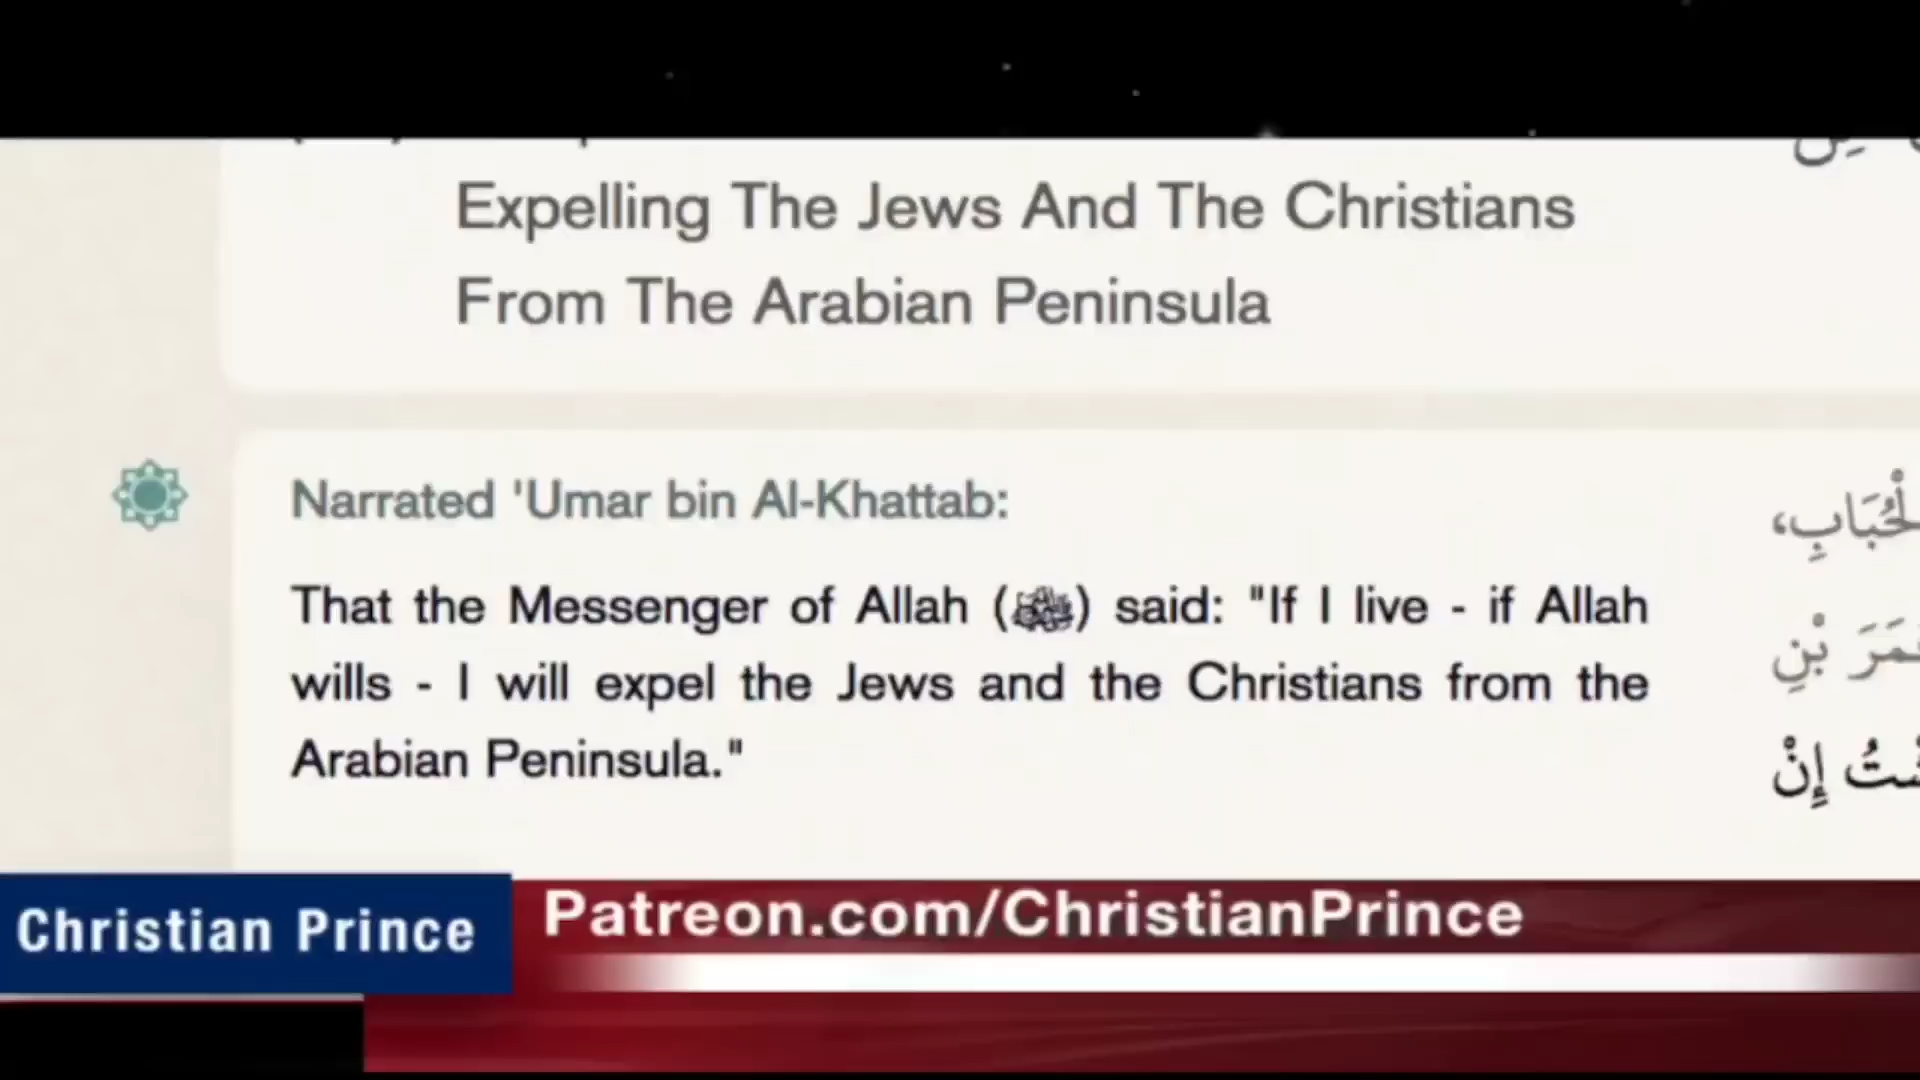 Expelling The Jews And The Christians
From The Arabian Peninsula
Narrated 'Umar bin Al-Khattab:
That the Messenger of Allah (ﷺ) said: "If I live - if Allah
wills - I will expel the Jews and the Christians from the
Arabian Peninsula."
إِنْ
Christian Prince
Patreon.com/ChristianPrince